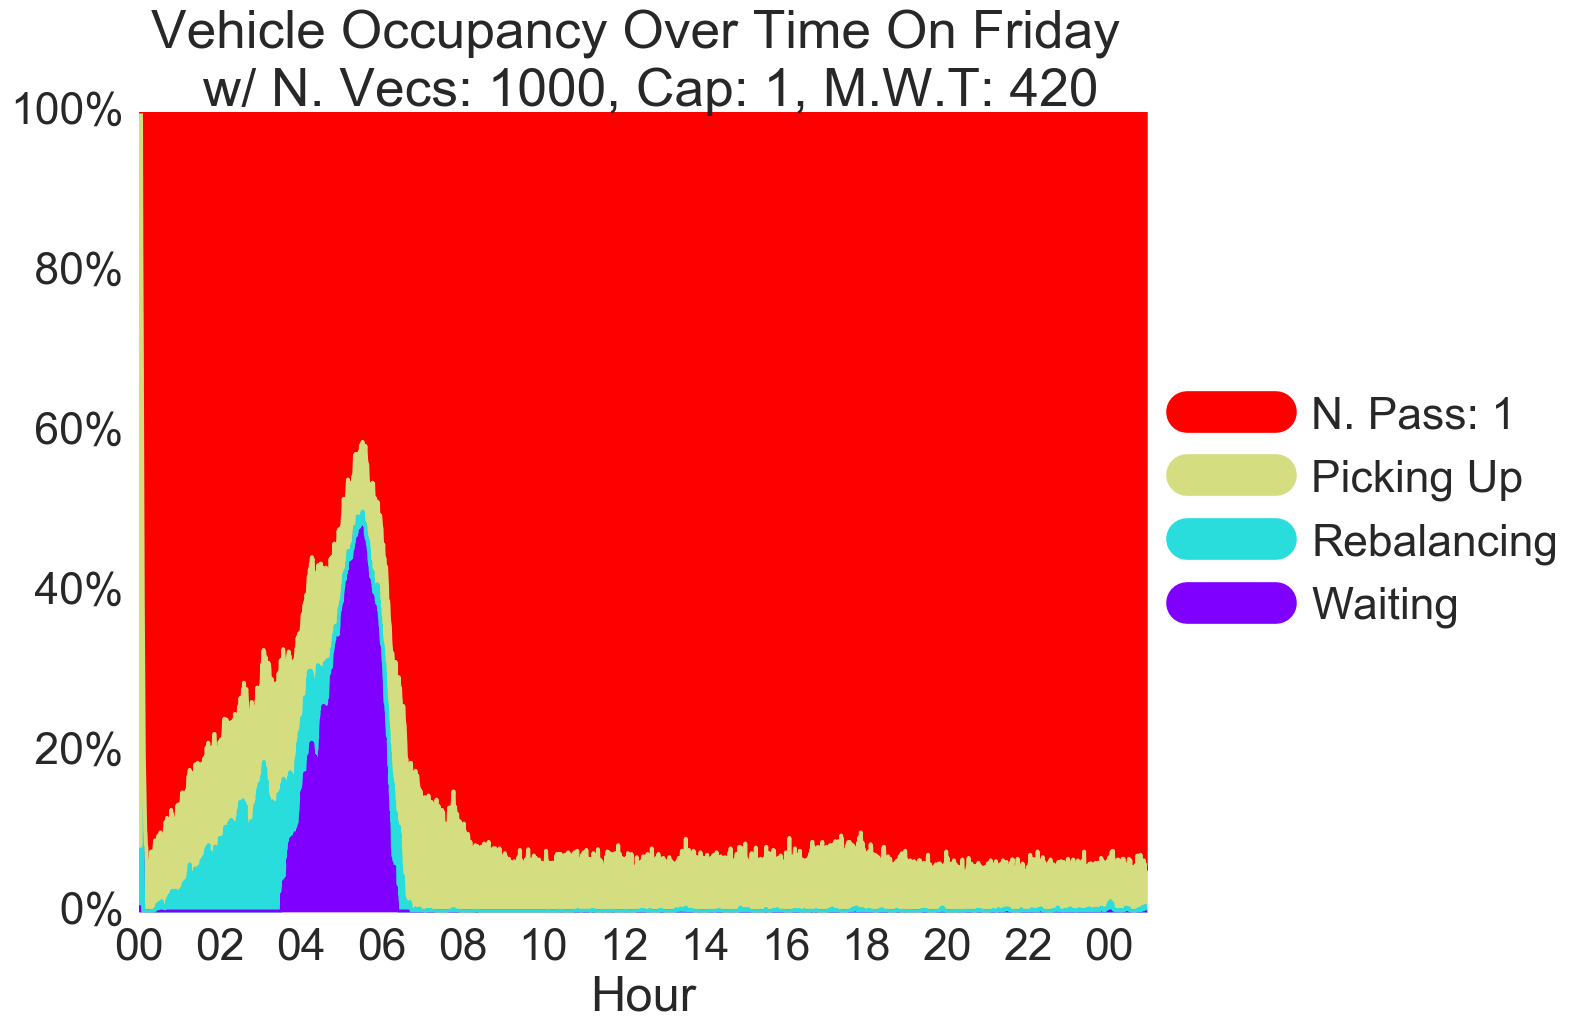 Vehicle Occupancy Over Time On Friday
w/ N. Vecs: 1000, Cap: 1, M.W.T: 420
100%
80%
60%
40%
20%
0%
00 02 04 06 08 10 12 14 16 18 20 22 00
Hour
N. Pass: 1
Picking Up
Rebalancing
Waiting